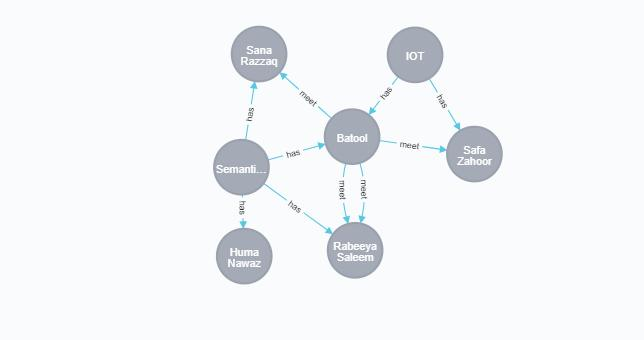 Sana
Razzaq
IOT
meet
has
has
has
Batool
has
meet
Safa
Zahoor
Semanti...
meet
meet
has
has
Huma
Nawaz
Rabeeya
Saleem